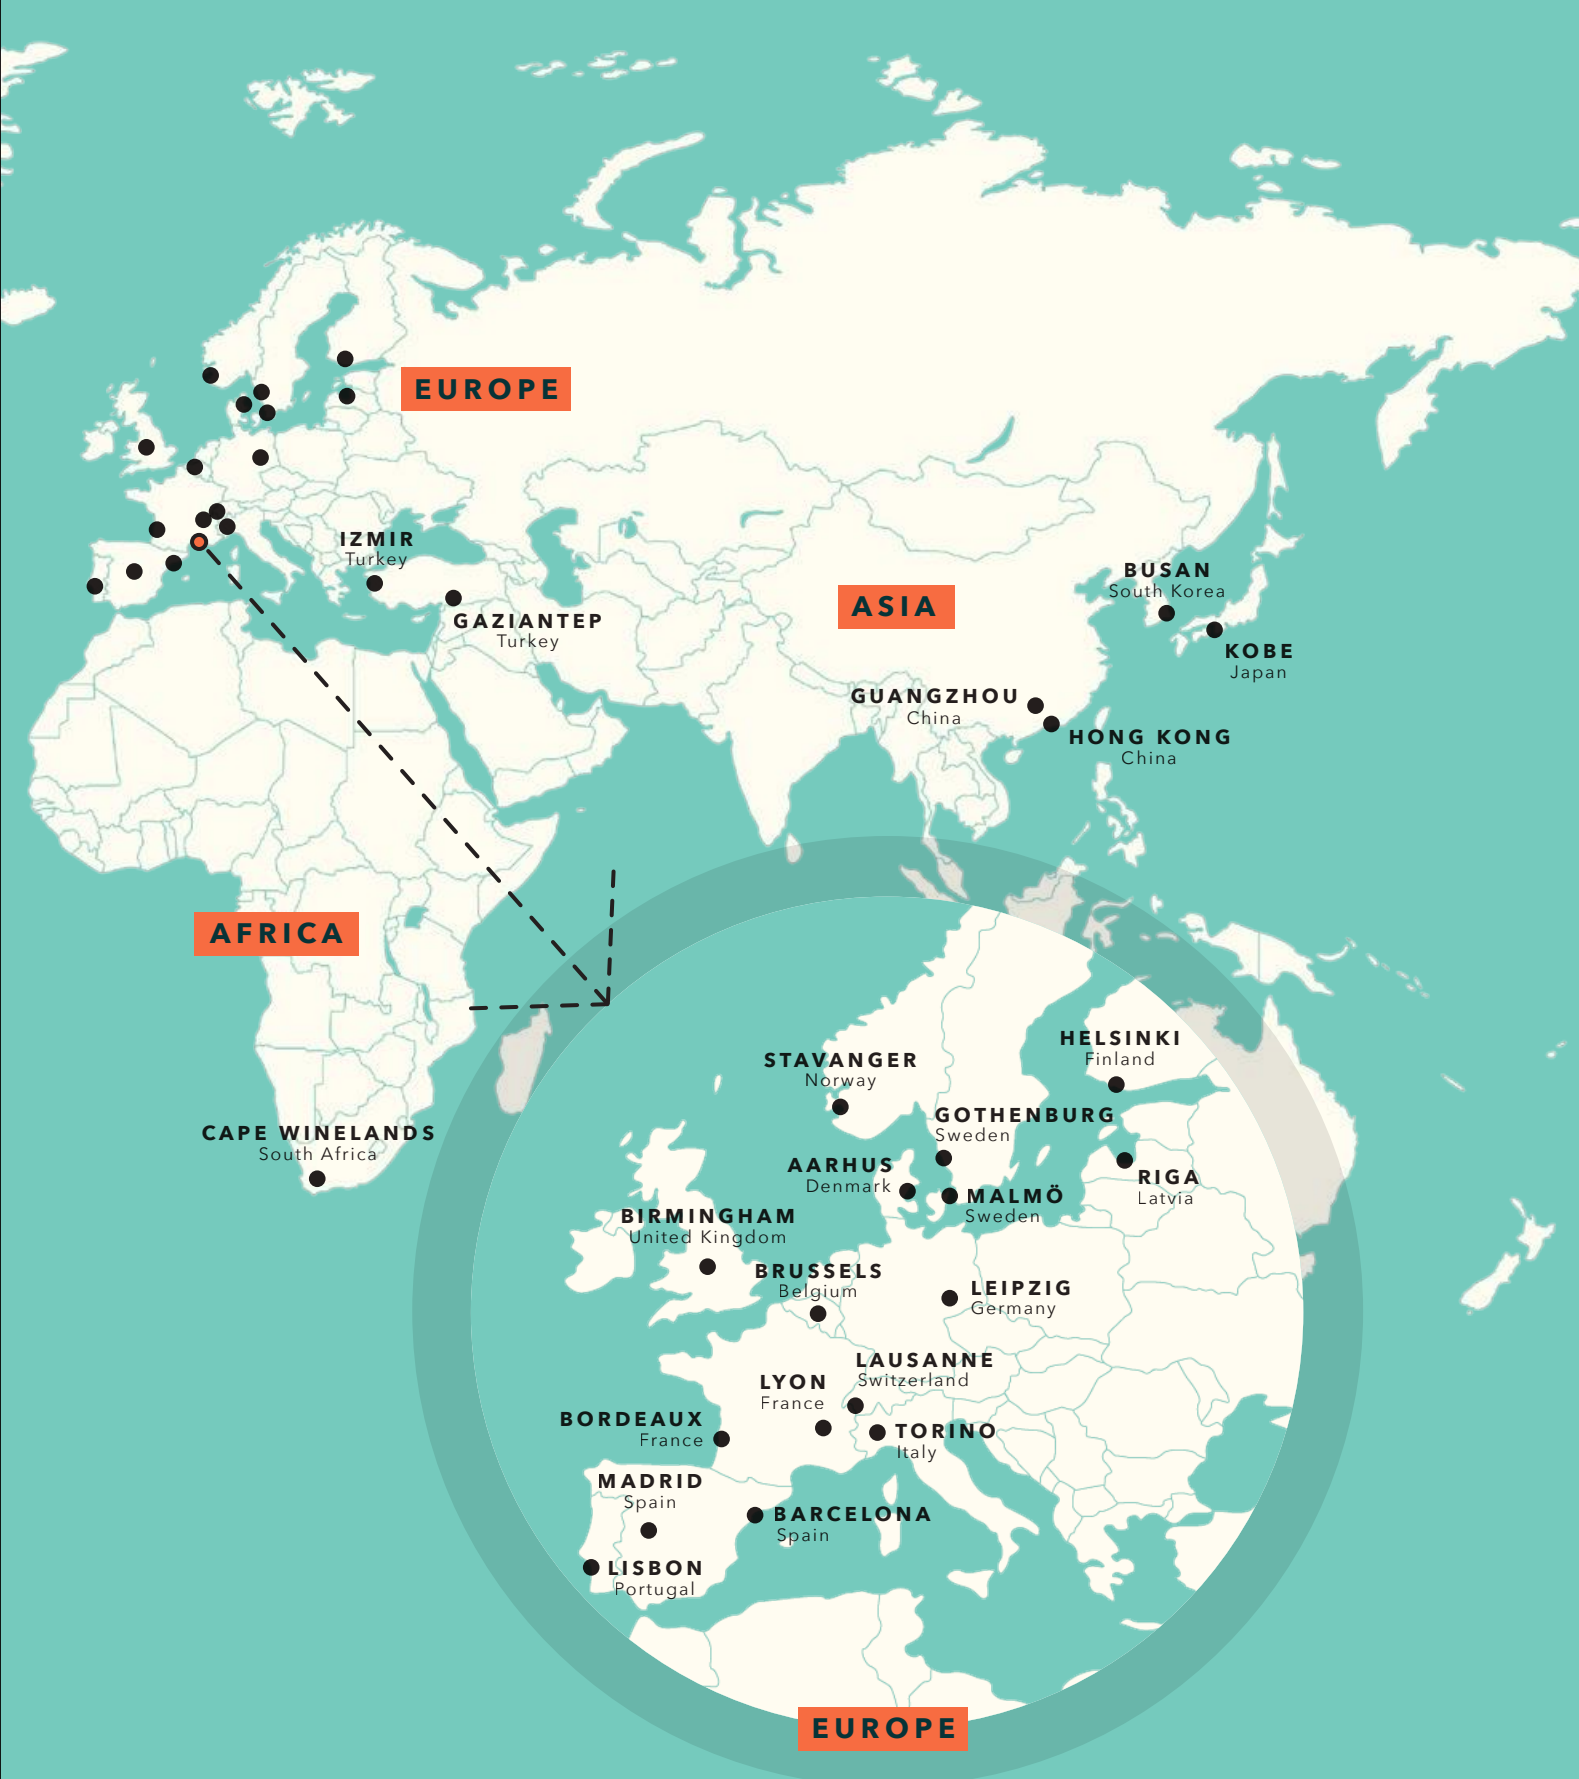 EUROPE
IZMIR
Turkey
GAZIANTEP
Turkey
ASIA
BUSAN
South Korea
KOBE
Japan
GUANGZHOU
China
HONG KONG
China
AFRICA
CAPE WINELANDS
South Africa
HELSINKI
Finland
STAVANGER
Norway
GOTHENBURG
Sweden
AARHUS
Denmark
RIGA
Latvia
MALMÖ
Sweden
BIRMINGHAM
United Kingdom
BRUSSELS
Belgium
LEIPZIG
Germany
LAUSANNE
Switzerland
LYON
France
BORDEAUX
France
TORINO
Italy
MADRID
Spain
BARCELONA
Spain
LISBON
Portugal
EUROPE